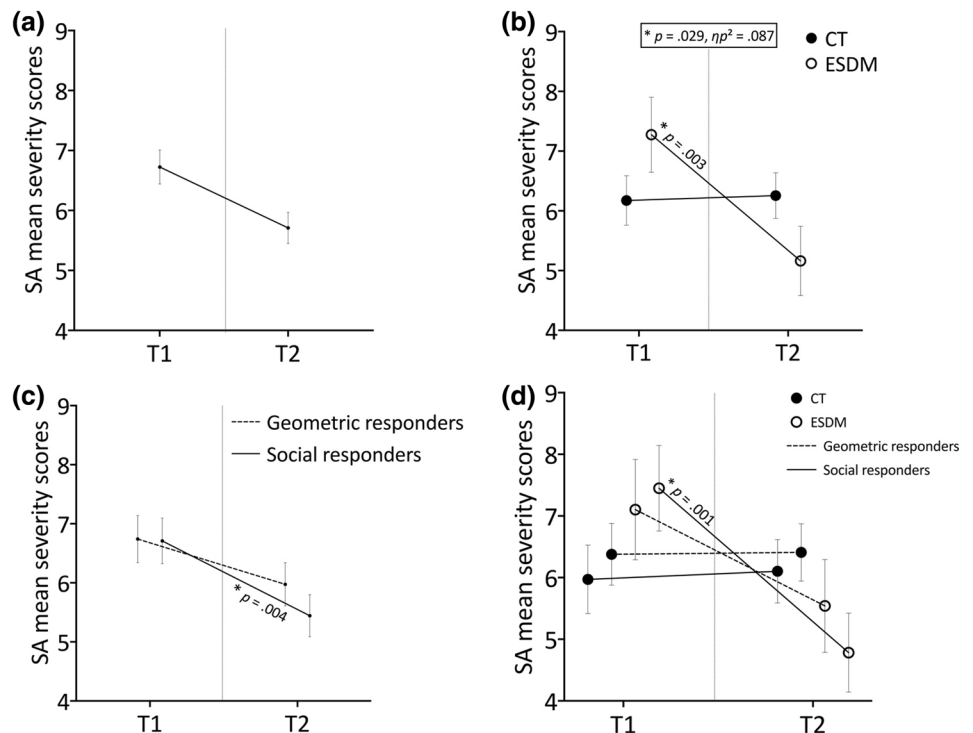 (a)
SA mean severity scores
9
8
7
6
5
4
T1 T2
(b)
SA mean severity scores
9
8
7
6
5
4
* p = .029, ηp² = .087
CT
ESDM
* p = .003
T1 T2
(c)
SA mean severity scores
9
8
7
6
5
4
Geometric responders
Social responders
* p = .004
T1 T2
(d)
SA mean severity scores
9
8
7
6
5
4
CT
ESDM
Geometric responders
Social responders
* p = .001
T1 T2